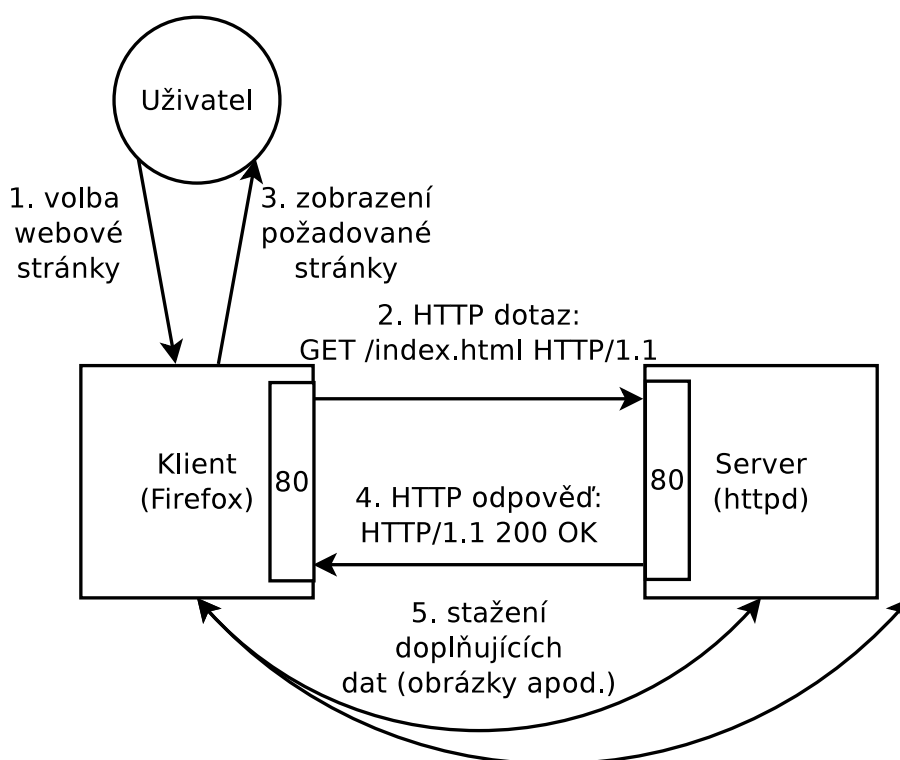 Uživatel
1. volba
webové
stránky
3. zobrazení
požadované
stránky
2. HTTP dotaz:
GET /index.html HTTP/1.1
Klient
(Firefox)
80
4. HTTP odpověď:
HTTP/1.1 200 OK
80
Server
(httpd)
5. stažení
doplňujících
dat (obrázky apod.)